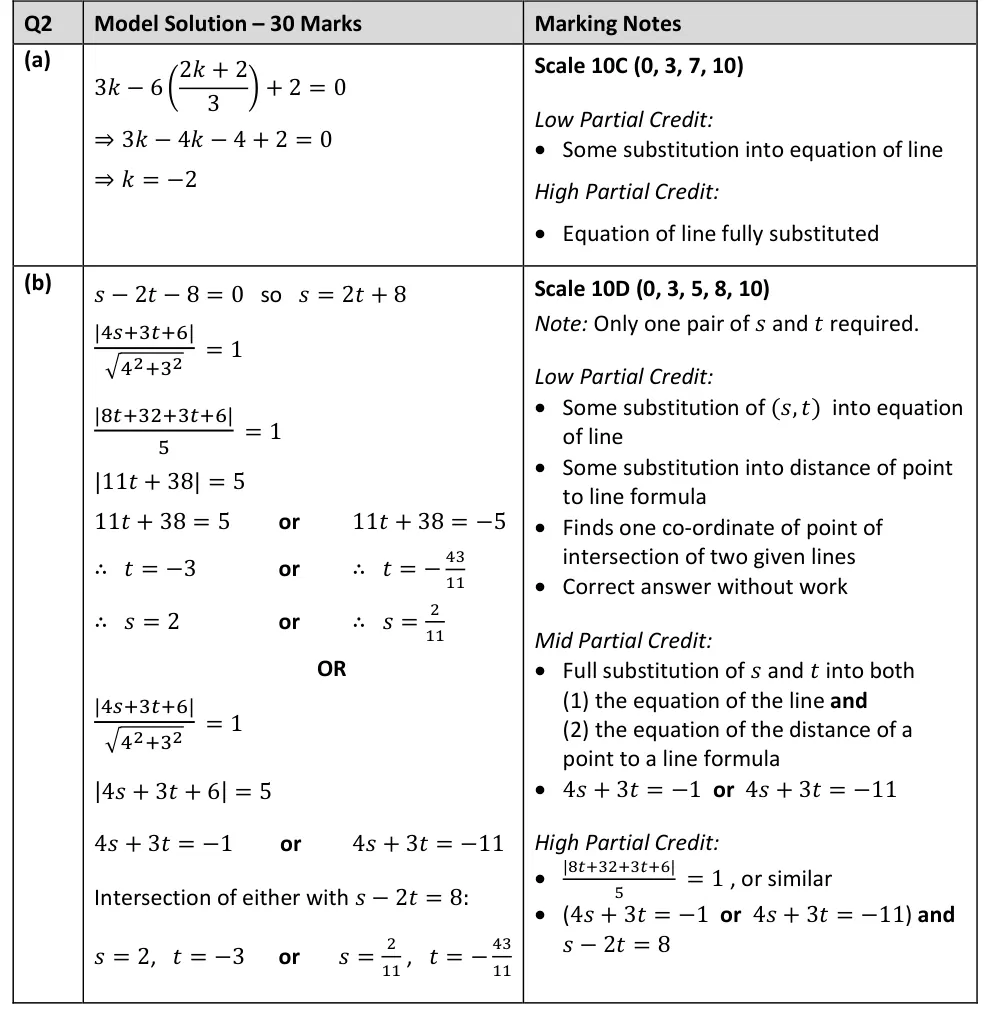 Q2 Model Solution – 30 Marks Marking Notes
(a)
3k − 6((2k + 2)/3) + 2 = 0
⇒ 3k − 4k − 4 + 2 = 0
⇒ k = −2
Scale 10C (0, 3, 7, 10)
Low Partial Credit:
• Some substitution into equation of line
High Partial Credit:
• Equation of line fully substituted
(b)
s − 2t − 8 = 0 so s = 2t + 8
|4s+3t+6|/√(4²+3²) = 1
|8t+32+3t+6|/5 = 1
|11t + 38| = 5
11t + 38 = 5 or 11t + 38 = −5
∴ t = −3 or ∴ t = −43/11
∴ s = 2 or ∴ s = 2/11
OR
|4s+3t+6|/√(4²+3²) = 1
|4s + 3t + 6| = 5
4s + 3t = −1 or 4s + 3t = −11
Intersection of either with s − 2t = 8:
s = 2, t = −3 or s = 2/11, t = −43/11
Scale 10D (0, 3, 5, 8, 10)
Note: Only one pair of s and t required.
Low Partial Credit:
• Some substitution of (s, t) into equation
of line
• Some substitution into distance of point
to line formula
• Finds one co-ordinate of point of
intersection of two given lines
• Correct answer without work
Mid Partial Credit:
• Full substitution of s and t into both
(1) the equation of the line and
(2) the equation of the distance of a
point to a line formula
• 4s + 3t = −1 or 4s + 3t = −11
High Partial Credit:
• |8t+32+3t+6|/5 = 1 , or similar
• (4s + 3t = −1 or 4s + 3t = −11) and
s − 2t = 8